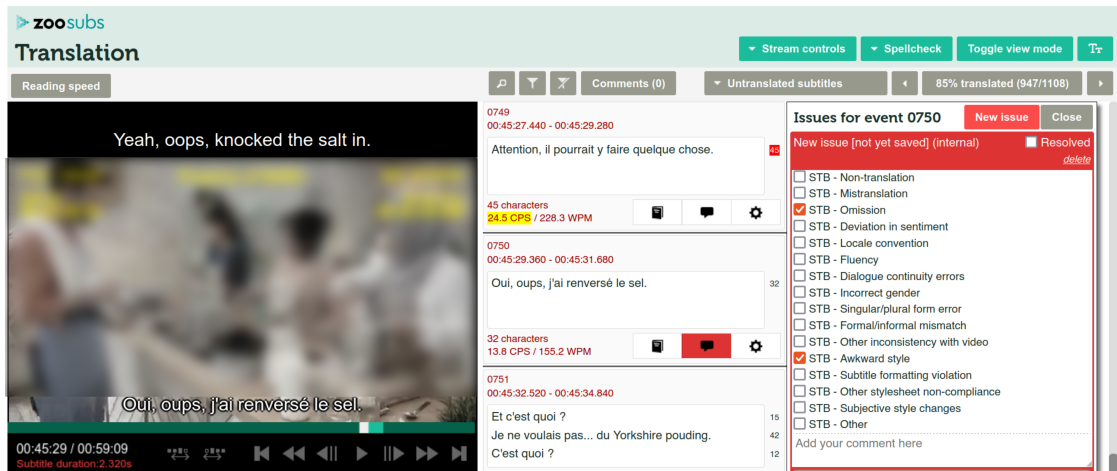 zoosubs
Translation
Stream controls
Spellcheck
Toggle view mode
TT
Reading speed
Comments (0)
Untranslated subtitles
85% translated (947/1108)
Yeah, oops, knocked the salt in.
Oui, oups, j'ai renversé le sel.
00:45:29 / 00:59:09
Subtitle duration:2.320s
0749
00:45:27.440 - 00:45:29.280
Attention, il pourrait y faire quelque chose.
45
45 characters
24.5 CPS / 228.3 WPM
0750
00:45:29.360 - 00:45:31.680
Oui, oups, j'ai renversé le sel.
32
32 characters
13.8 CPS / 155.2 WPM
0751
00:45:32.520 - 00:45:34.840
Et c'est quoi ?
15
Je ne voulais pas... du Yorkshire pouding.
42
C'est quoi ?
12
Issues for event 0750
New issue
Close
New issue [not yet saved] (internal)
Resolved
delete
STB - Non-translation
STB - Mistranslation
STB - Omission
STB - Deviation in sentiment
STB - Locale convention
STB - Fluency
STB - Dialogue continuity errors
STB - Incorrect gender
STB - Singular/plural form error
STB - Formal/informal mismatch
STB - Other inconsistency with video
STB - Awkward style
STB - Subtitle formatting violation
STB - Other stylesheet non-compliance
STB - Subjective style changes
STB - Other
Add your comment here